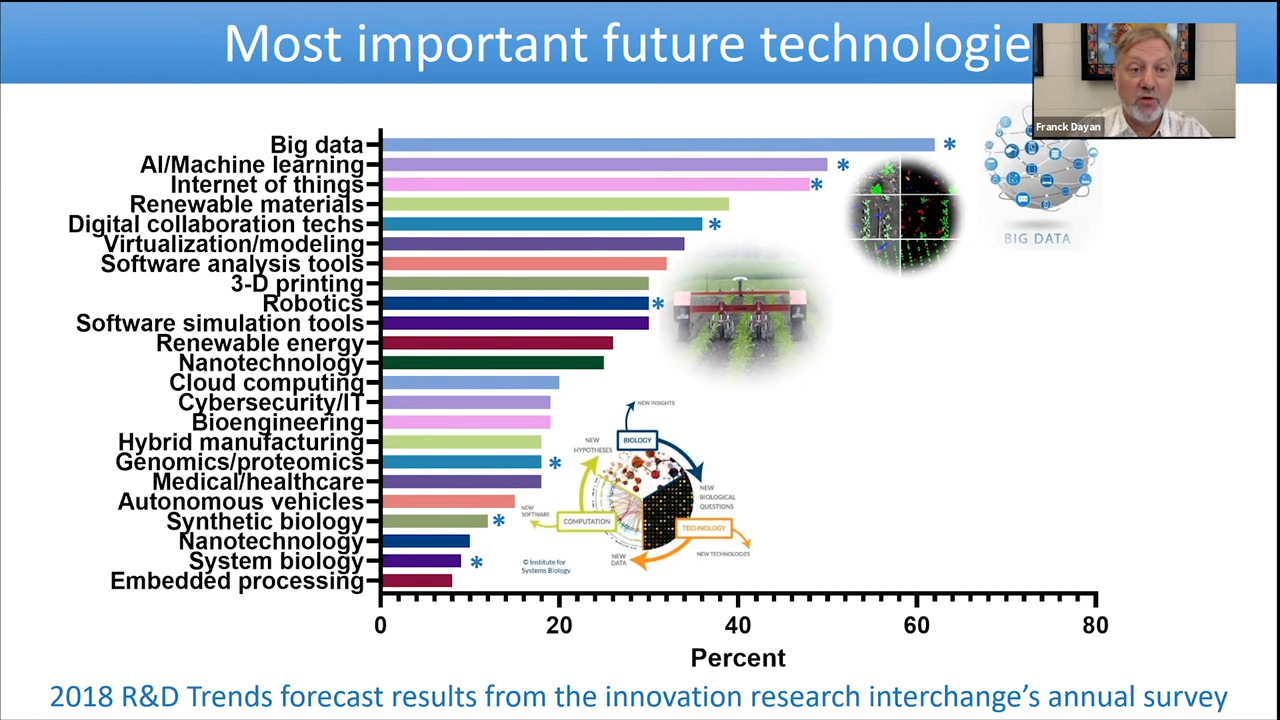 Most important future technologie
Franck Dayan
Big data
*
AI/Machine learning
*
Internet of things
*
Renewable materials
Digital collaboration techs
*
Virtualization/modeling
Software analysis tools
3-D printing
Robotics
*
Software simulation tools
Renewable energy
Nanotechnology
Cloud computing
Cybersecurity/IT
Bioengineering
Hybrid manufacturing
Genomics/proteomics
*
Medical/healthcare
Autonomous vehicles
Synthetic biology
*
Nanotechnology
System biology
*
Embedded processing
BIG DATA
NEW INSIGHTS
BIOLOGY
NEW
HYPOTHESES
NEW
BIOLOGICAL
QUESTIONS
NEW
SOFTWARE
COMPUTATION
TECHNOLOGY
NEW TECHNOLOGIES
NEW
DATA
© Institute for
Systems Biology
0 20 40 60 80
Percent
2018 R&D Trends forecast results from the innovation research interchange's annual survey